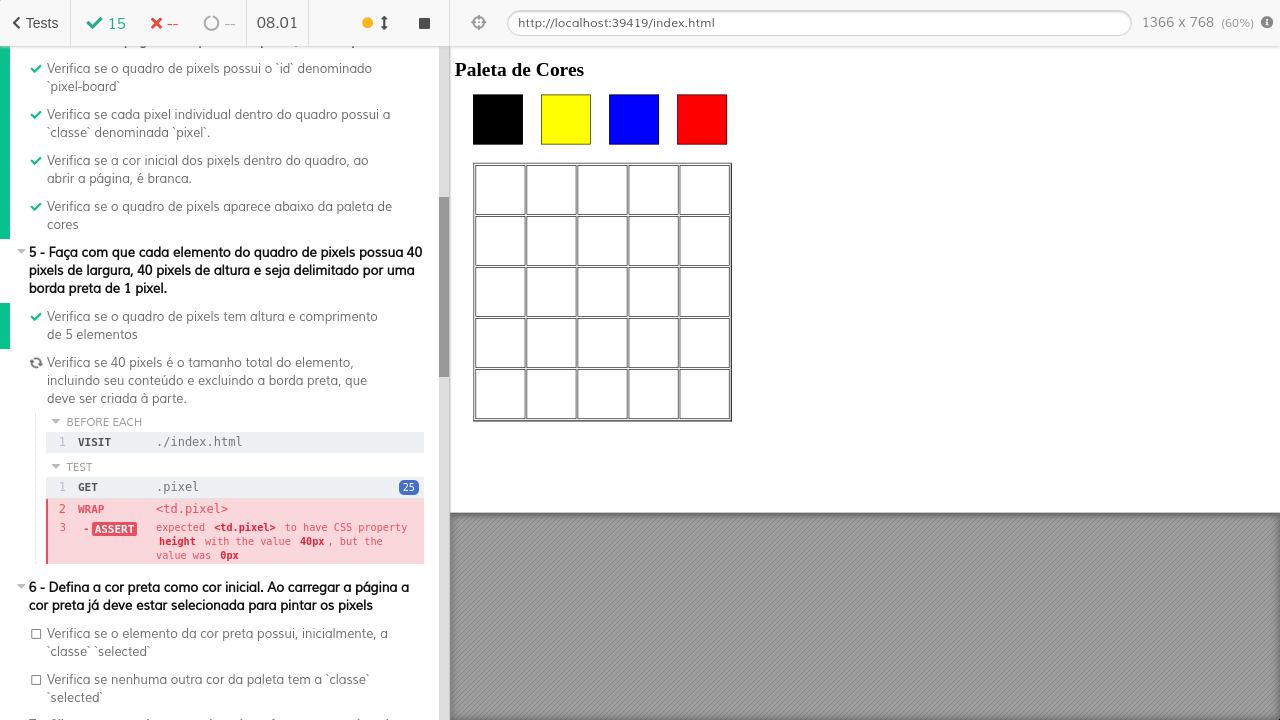 Tests
15
--
--
08.01
http://localhost:39419/index.html
1366 x 768 (60%)
Verifica se o quadro de pixels possui o `id` denominado
`pixel-board`
Verifica se cada pixel individual dentro do quadro possui a
`classe` denominada `pixel`.
Verifica se a cor inicial dos pixels dentro do quadro, ao
abrir a página, é branca.
Verifica se o quadro de pixels aparece abaixo da paleta de
cores
5 - Faça com que cada elemento do quadro de pixels possua 40
pixels de largura, 40 pixels de altura e seja delimitado por uma
borda preta de 1 pixel.
Verifica se o quadro de pixels tem altura e comprimento
de 5 elementos
Verifica se 40 pixels é o tamanho total do elemento,
incluindo seu conteúdo e excluindo a borda preta, que
deve ser criada à parte.
BEFORE EACH
1 VISIT ./index.html
TEST
1 GET .pixel 25
2 WRAP <td.pixel>
3 -ASSERT expected <td.pixel> to have CSS property
height with the value 40px, but the
value was 0px
6 - Defina a cor preta como cor inicial. Ao carregar a página a
cor preta já deve estar selecionada para pintar os pixels
Verifica se o elemento da cor preta possui, inicialmente, a
`classe` `selected`
Verifica se nenhuma outra cor da paleta tem a `classe`
`selected`
Paleta de Cores